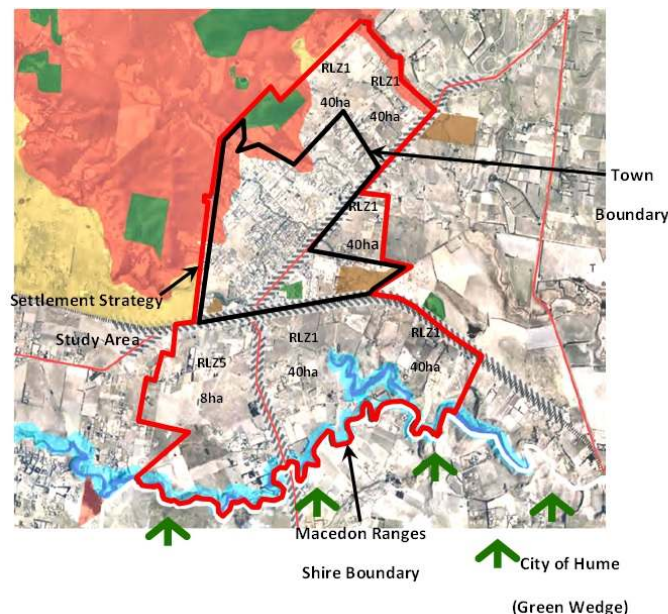 RLZ1
40ha
RLZ1
40ha
Town
Boundary
RLZ1
40ha
Settlement Strategy
Study Area
RLZ5
8ha
RLZ1
40ha
RLZ1
40ha
Macedon Ranges
Shire Boundary
City of Hume
(Green Wedge)
T